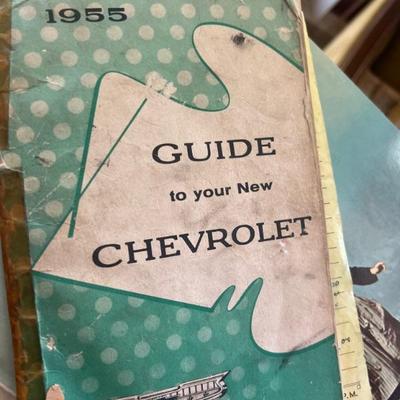 1955
GUIDE
to your New
CHEVROLET
P.M.